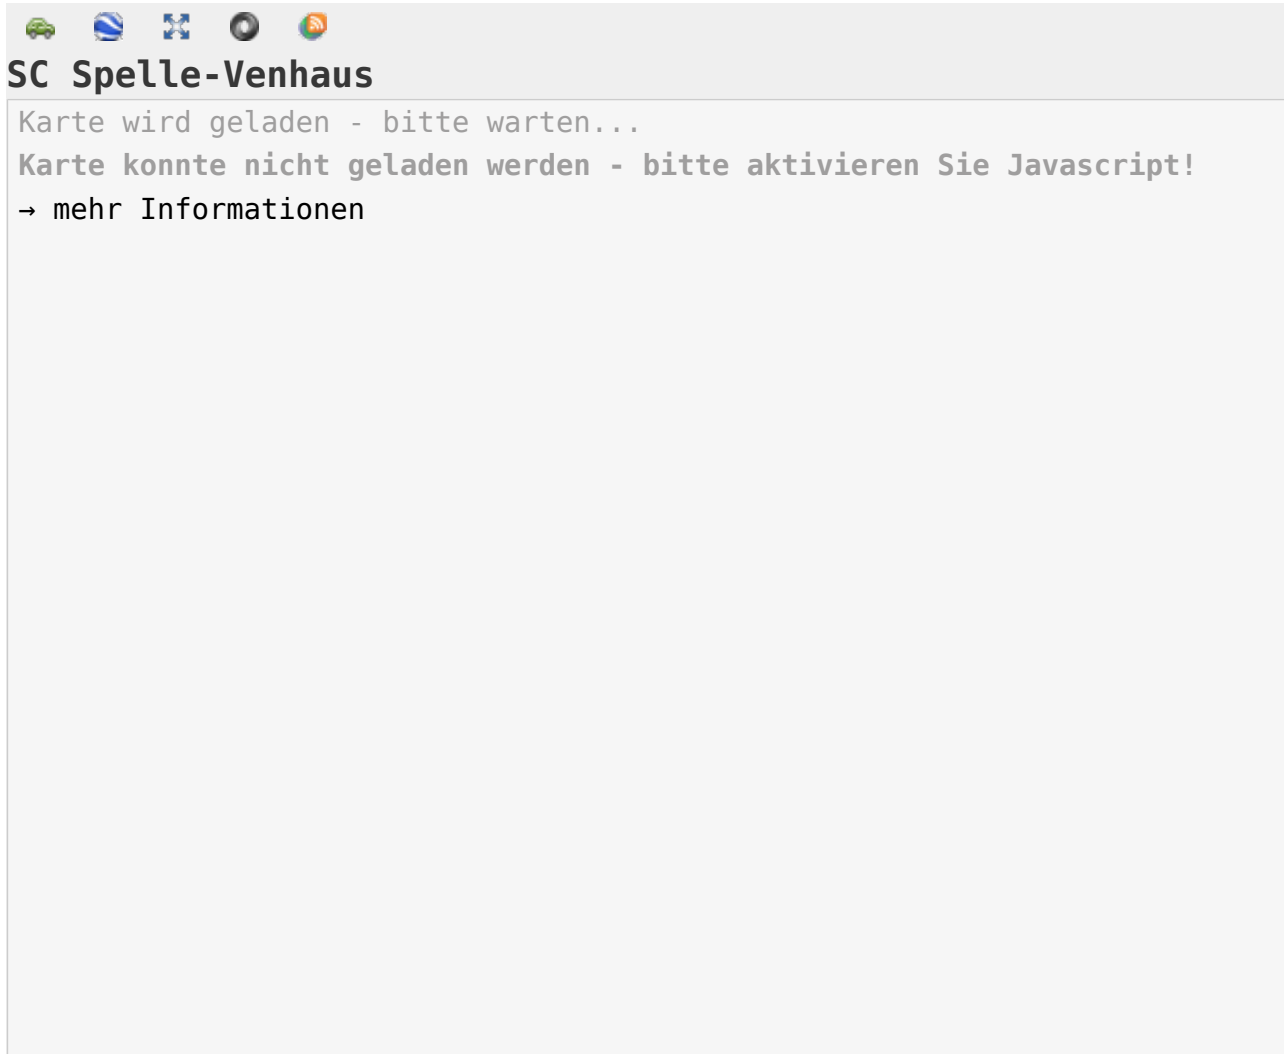 SC Spelle-Venhaus
Karte wird geladen - bitte warten...
Karte konnte nicht geladen werden - bitte aktivieren Sie Javascript!
→ mehr Informationen